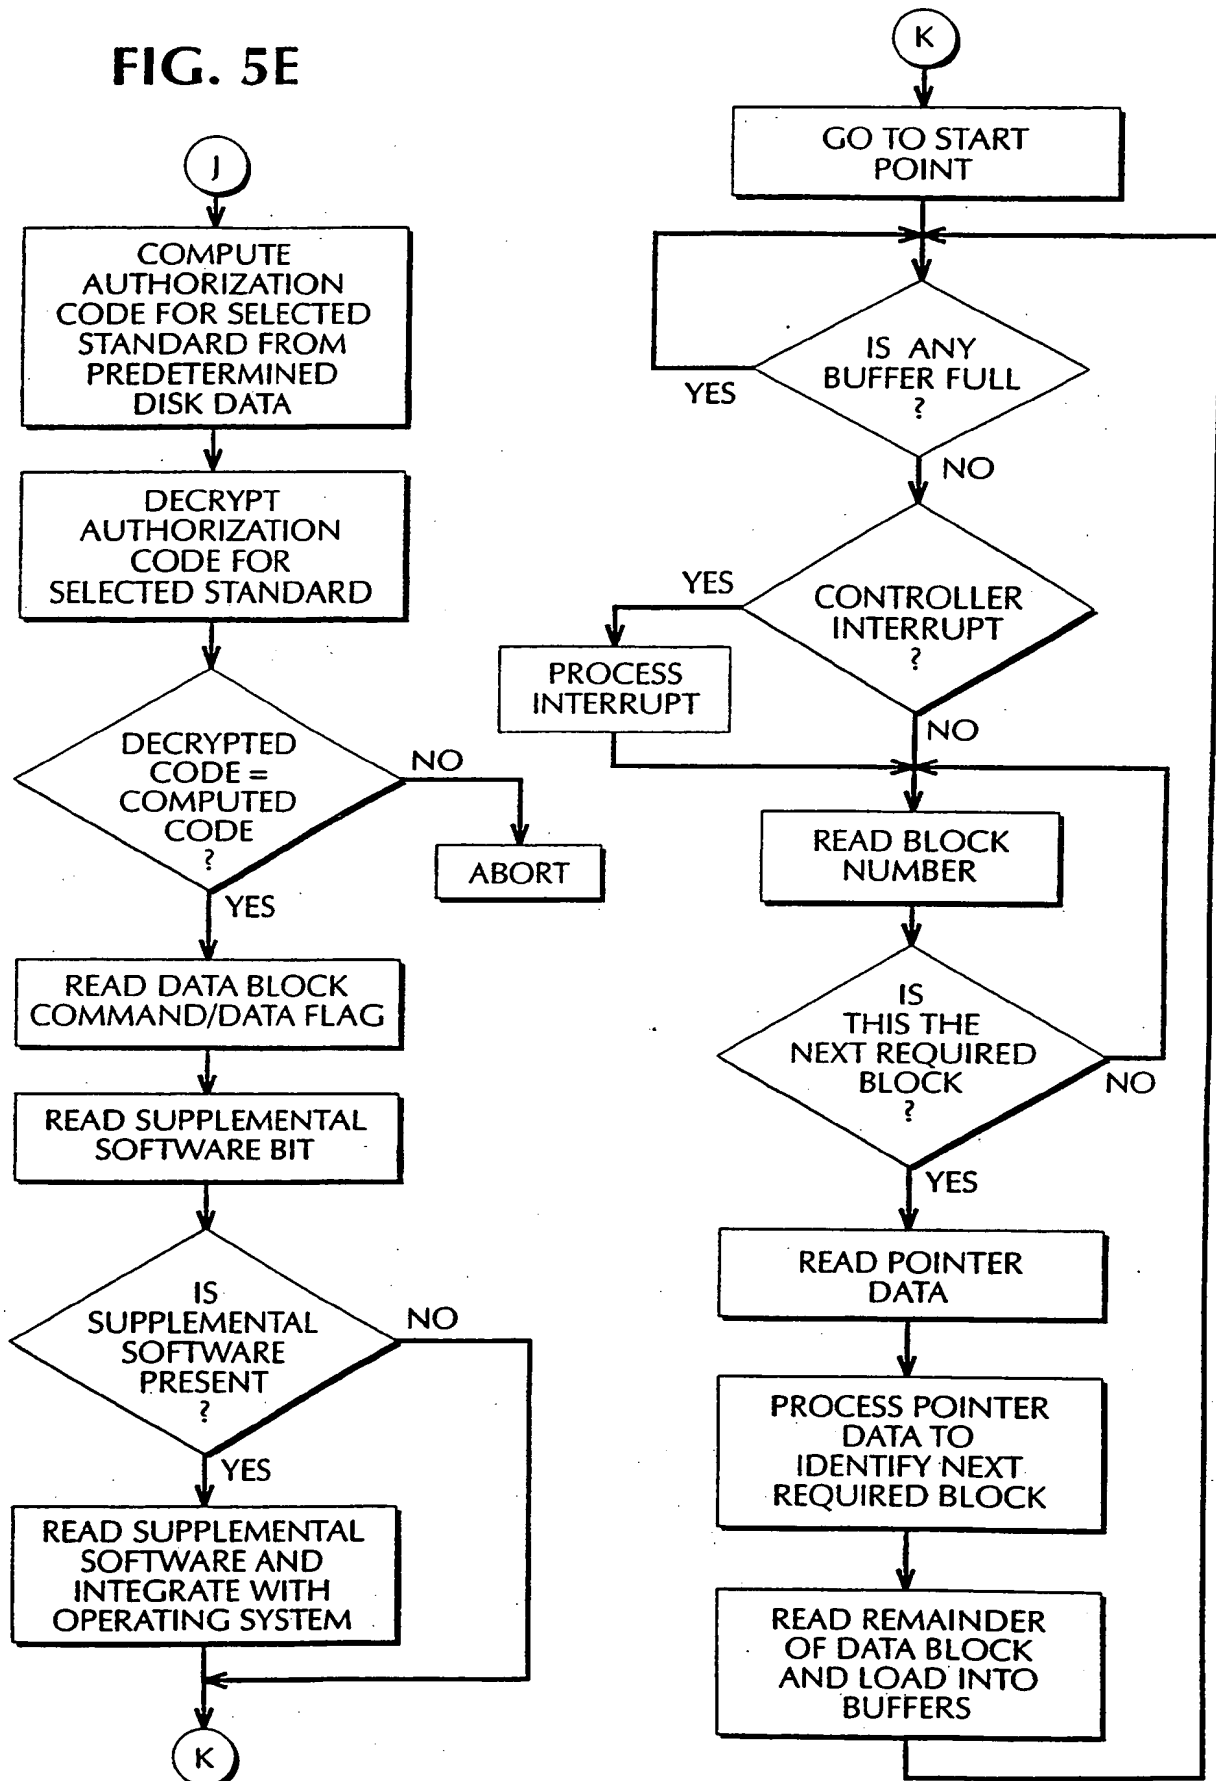 FIG. 5E
J
COMPUTE
AUTHORIZATION
CODE FOR SELECTED
STANDARD FROM
PREDETERMINED
DISK DATA
DECRYPT
AUTHORIZATION
CODE FOR
SELECTED STANDARD
DECRYPTED
CODE =
COMPUTED
CODE
?
NO
ABORT
YES
READ DATA BLOCK
COMMAND/DATA FLAG
READ SUPPLEMENTAL
SOFTWARE BIT
IS
SUPPLEMENTAL
SOFTWARE
PRESENT
?
NO
YES
READ SUPPLEMENTAL
SOFTWARE AND
INTEGRATE WITH
OPERATING SYSTEM
K
K
GO TO START
POINT
IS ANY
BUFFER FULL
?
YES
NO
CONTROLLER
INTERRUPT
?
YES
PROCESS
INTERRUPT
NO
READ BLOCK
NUMBER
IS
THIS THE
NEXT REQUIRED
BLOCK
?
NO
YES
READ POINTER
DATA
PROCESS POINTER
DATA TO
IDENTIFY NEXT
REQUIRED BLOCK
READ REMAINDER
OF DATA BLOCK
AND LOAD INTO
BUFFERS